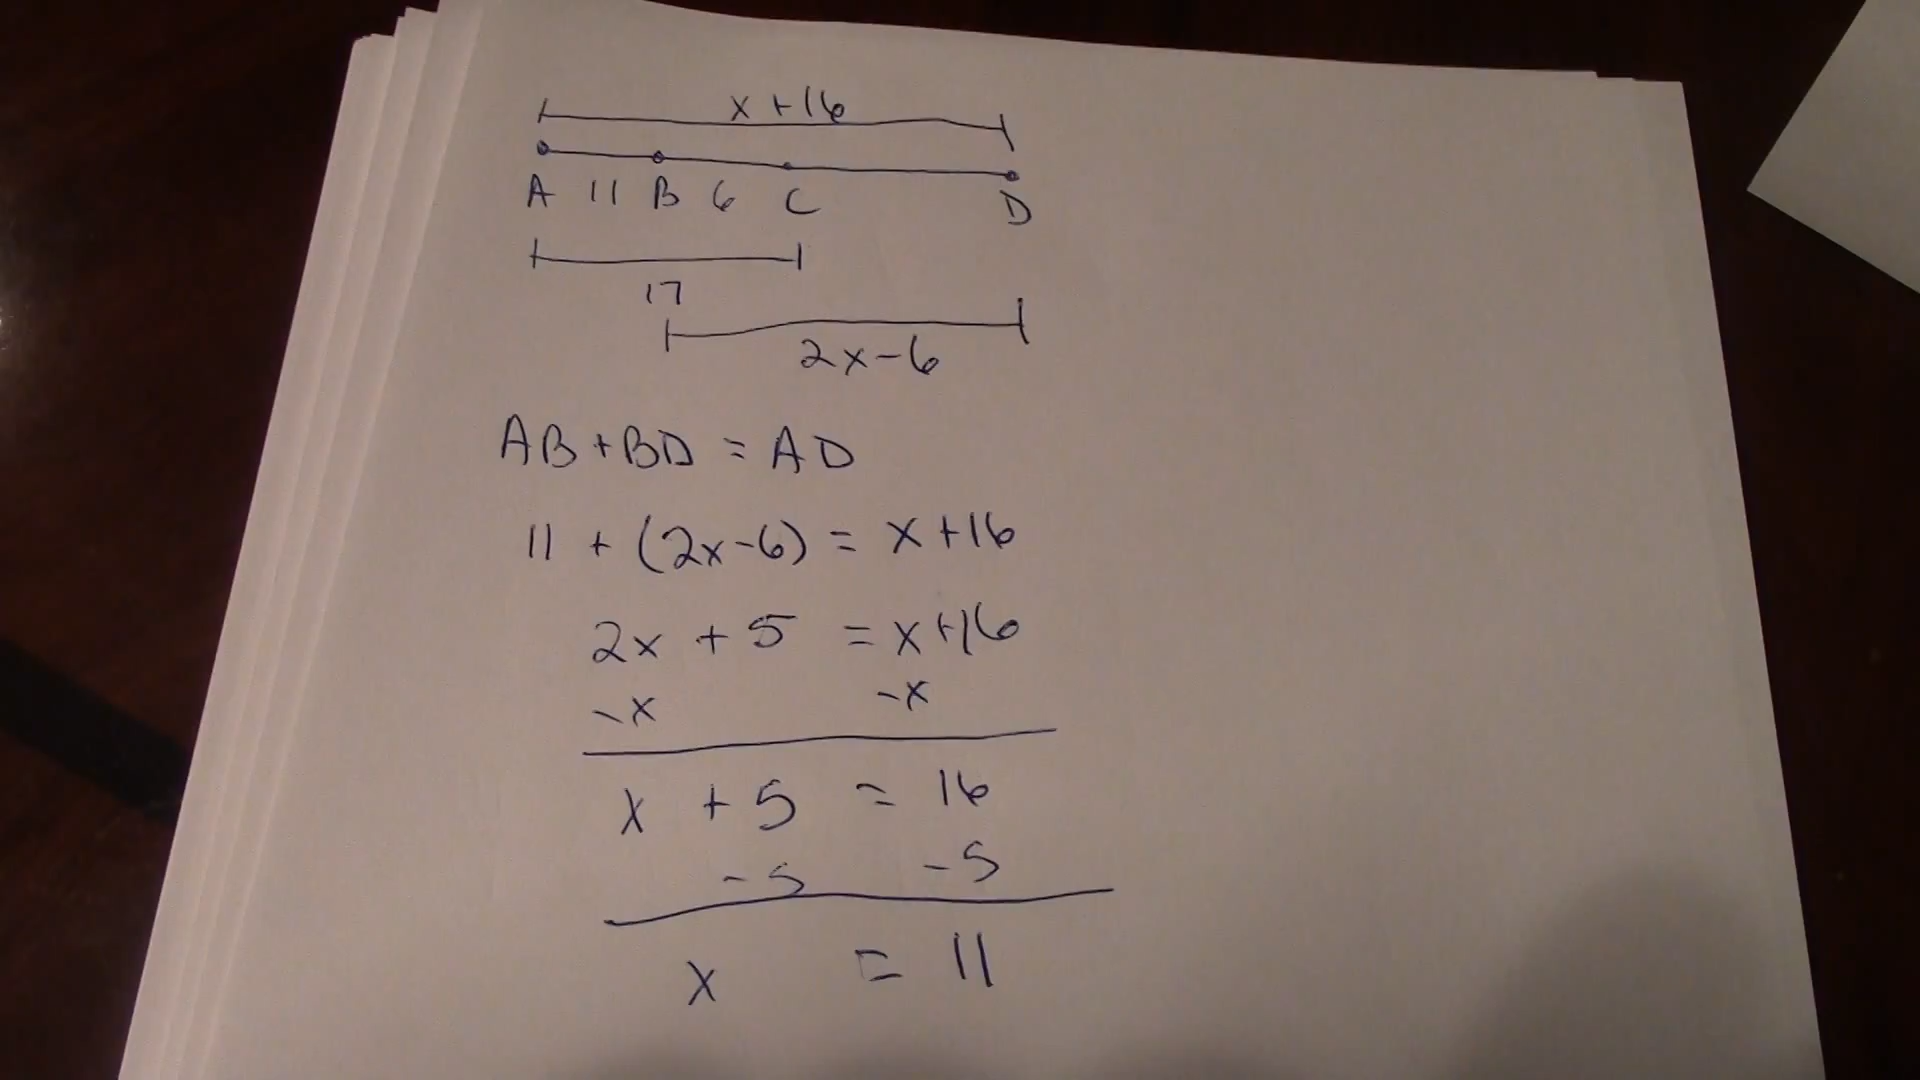 x + 16
A 11 B 6 C D
17
2x - 6
AB + BD = AD
11 + (2x - 6) = x + 16
2x + 5 = x + 16
- x - x
x + 5 = 16
- 5 - 5
x = 11